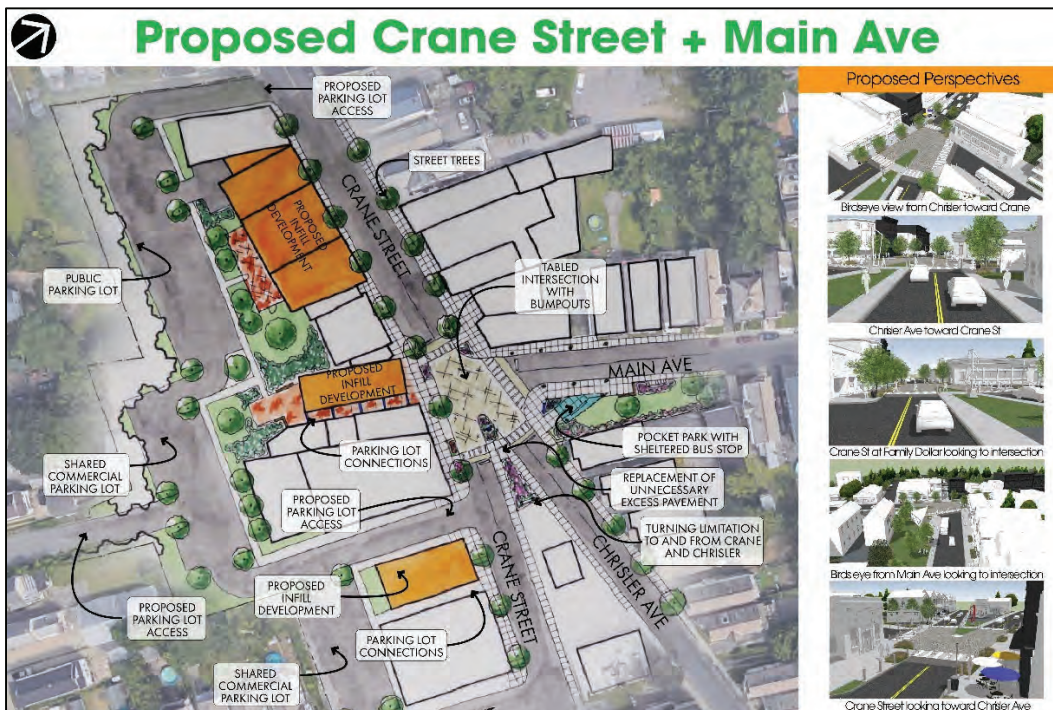 Proposed Crane Street + Main Ave
PROPOSED
PARKING LOT
ACCESS
STREET TREES
CRANE STREET
PROPOSED
INFILL
DEVELOPMENT
TABLED
INTERSECTION
WITH
BUMPOUTS
PUBLIC
PARKING LOT
MAIN AVE
PROPOSED
INFILL
DEVELOPMENT
PARKING LOT
CONNECTIONS
POCKET PARK WITH
SHELTERED BUS STOP
SHARED
COMMERCIAL
PARKING LOT
REPLACEMENT OF
UNNECESSARY
EXCESS PAVEMENT
PROPOSED
PARKING LOT
ACCESS
TURNING LIMITATION
TO AND FROM CRANE
AND CHRISLER
CRANE STREET
CHRISLER AVE
PROPOSED
INFILL
DEVELOPMENT
PROPOSED
PARKING LOT
ACCESS
PARKING LOT
CONNECTIONS
SHARED
COMMERCIAL
PARKING LOT
Proposed Perspectives
Birdseye view from Chrisler toward Crane
Chrisler Ave toward Crane St
Crane St at Family Dollar looking to intersection
Birds eye from Main Ave looking to intersection
Crane Street looking toward Chrisler Ave